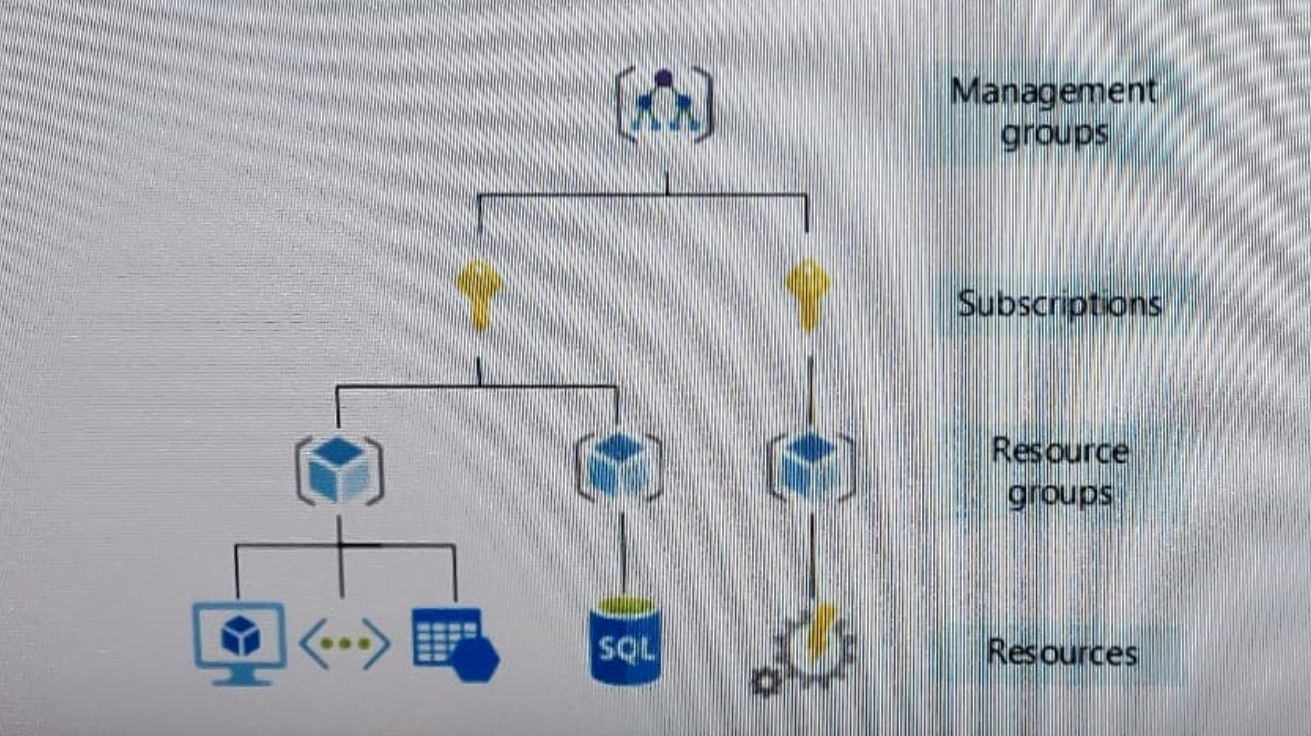 Management
groups
Subscriptions
Resource
groups
SQL
Resources